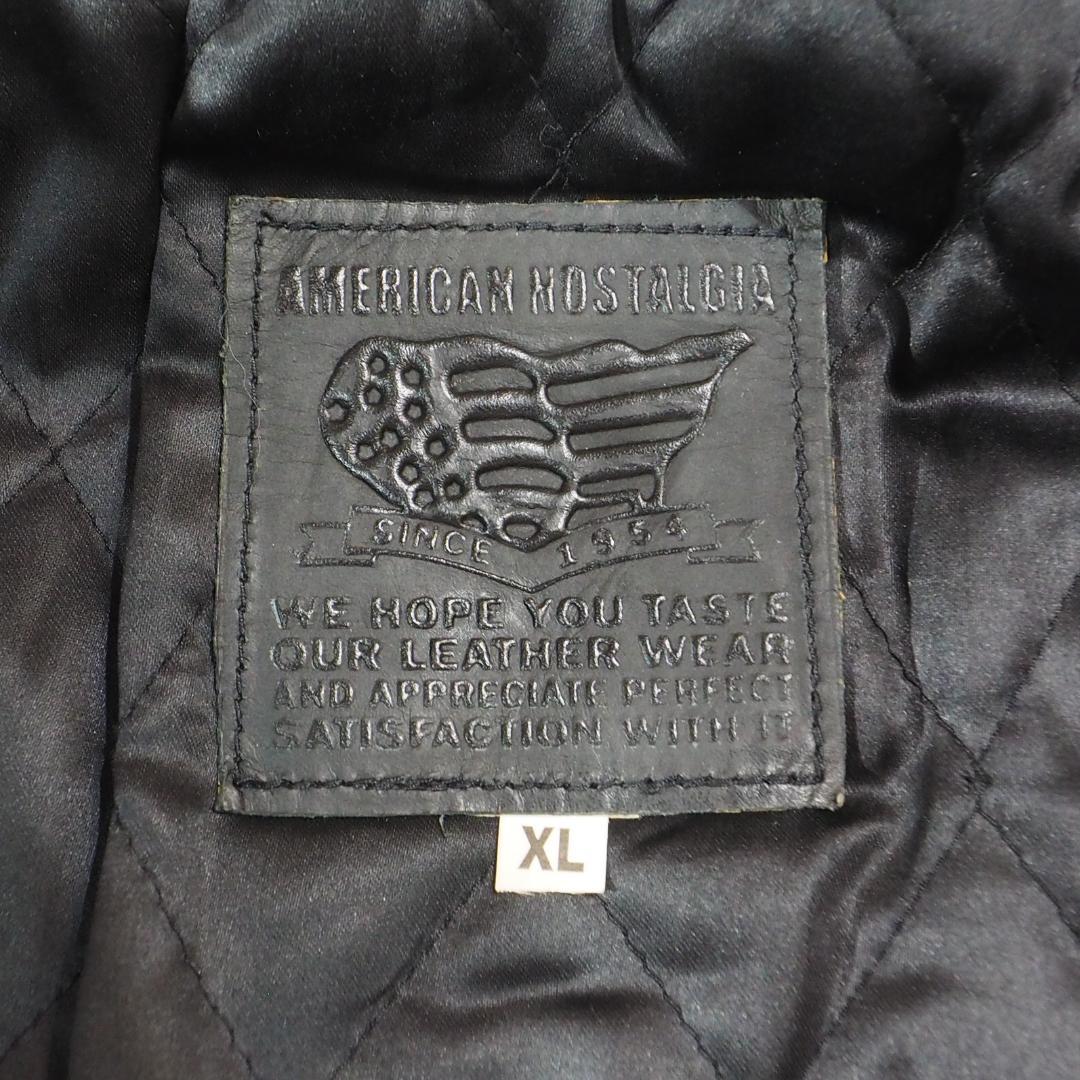 AMERICAN NOSTALGIA
SINCE 1954
WE HOPE YOU TASTE
OUR LEATHER WEAR
AND APPRECIATE PERFECT
SATISFACTION WITH IT
XL